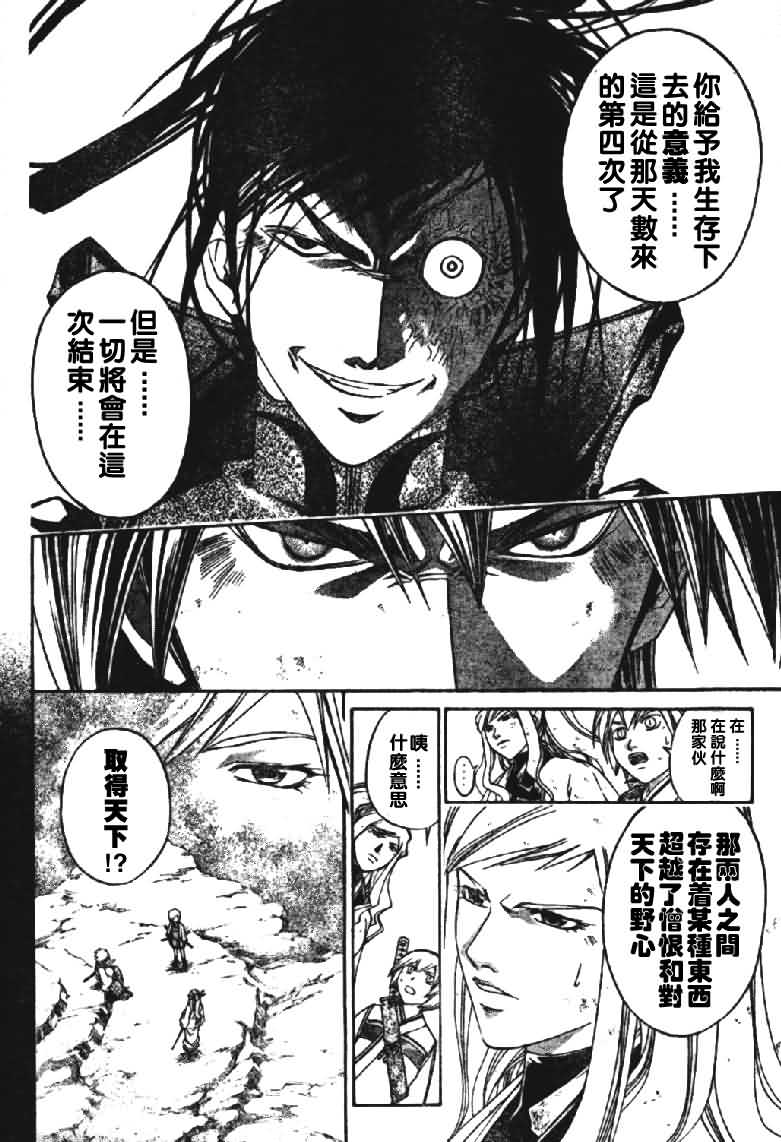 你給予我生存下
去的意義……
這是從那天數來
的第四次了
但是……
一切將會在這
次結束……
在……
在說什麼啊
那家伙
……
那兩人之間
存在着某種東西
超越了僧恨和對
天下的野心
咦……
什麼意思
取得天下!?